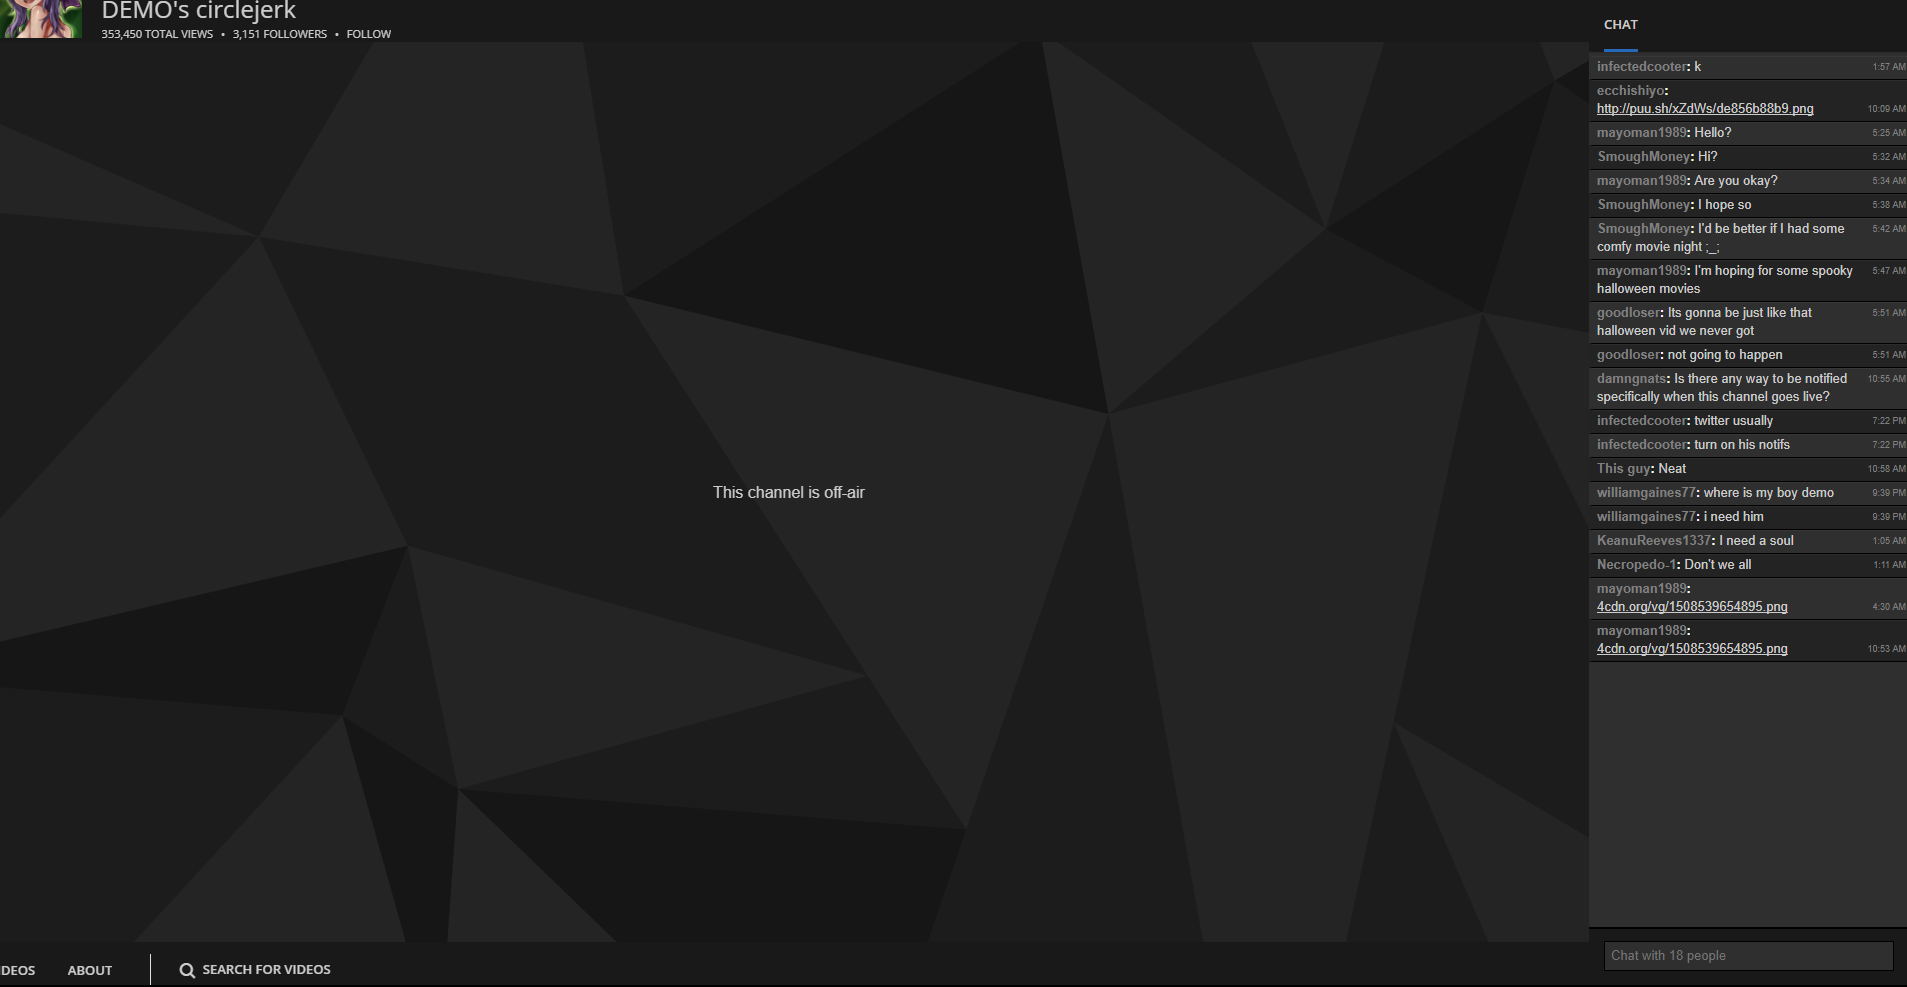 DEMO's circlejerk
353,450 TOTAL VIEWS • 3,151 FOLLOWERS • FOLLOW
This channel is off-air
IDEOS ABOUT SEARCH FOR VIDEOS
CHAT
infectedcooter: k 1:57 AM
ecchishiyo:
http://puu.sh/xZdWs/de856b88b9.png 10:09 AM
mayoman1989: Hello? 5:25 AM
SmoughMoney: Hi? 5:32 AM
mayoman1989: Are you okay? 5:34 AM
SmoughMoney: I hope so 5:38 AM
SmoughMoney: I'd be better if I had some 5:42 AM
comfy movie night ;_;
mayoman1989: I'm hoping for some spooky 5:47 AM
halloween movies
goodloser: Its gonna be just like that 5:51 AM
halloween vid we never got
goodloser: not going to happen 5:51 AM
damngnats: Is there any way to be notified 10:55 AM
specifically when this channel goes live?
infectedcooter: twitter usually 7:22 PM
infectedcooter: turn on his notifs 7:22 PM
This guy: Neat 10:58 AM
williamgaines77: where is my boy demo 9:39 PM
williamgaines77: i need him 9:39 PM
KeanuReeves1337: I need a soul 1:05 AM
Necropedo-1: Don't we all 1:11 AM
mayoman1989:
4cdn.org/vg/1508539654895.png 4:30 AM
mayoman1989:
4cdn.org/vg/1508539654895.png 10:53 AM
Chat with 18 people